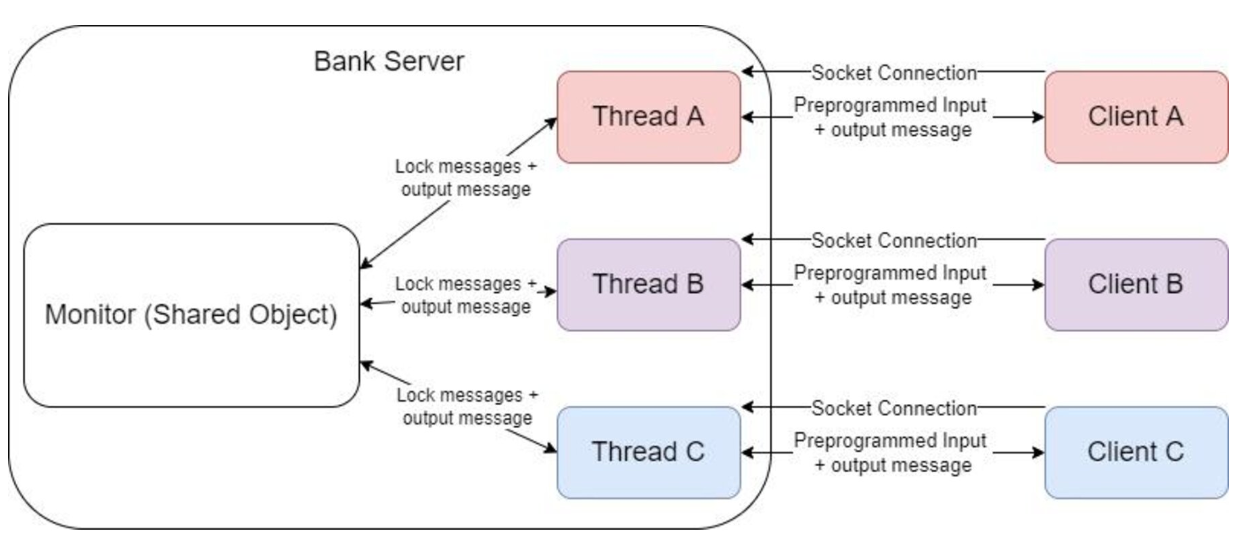 Bank Server
Socket Connection
Thread A
Preprogrammed Input
+ output message
Client A
Lock messages +
output message
Socket Connection
Monitor (Shared Object)
Lock messages +
output message
Thread B
Preprogrammed Input
+ output message
Client B
Lock messages +
output message
Socket Connection
Thread C
Preprogrammed Input
+ output message
Client C